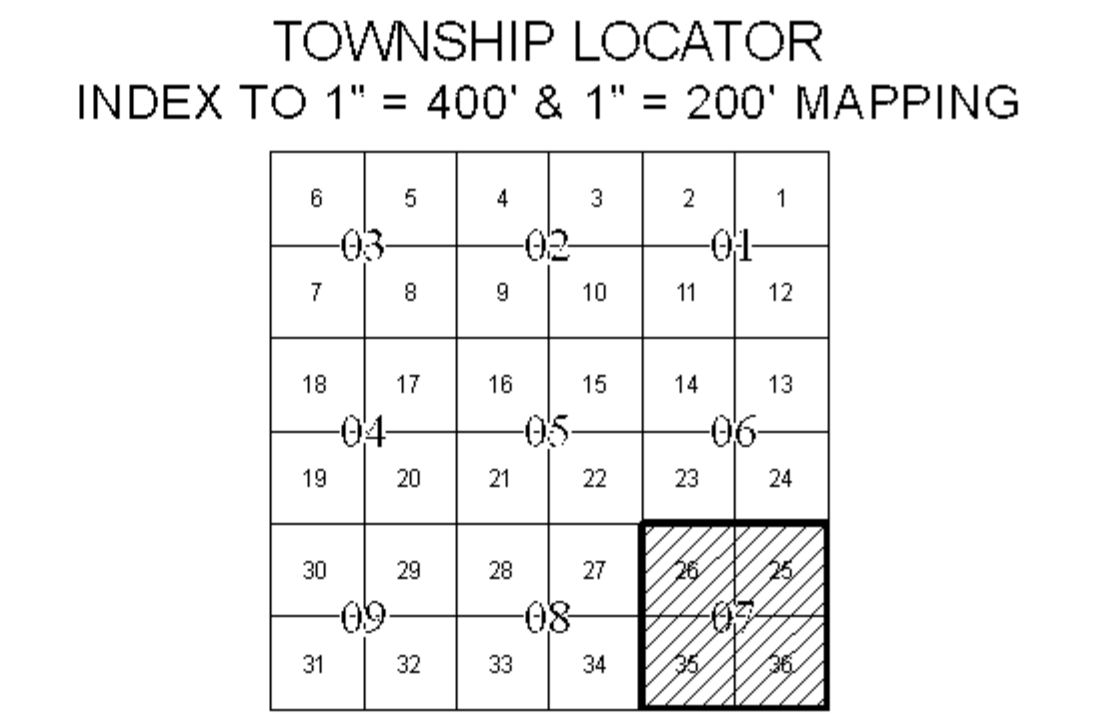 TOWNSHIP LOCATOR
INDEX TO 1" = 400' & 1" = 200' MAPPING
6 5 4 3 2 1
03 02 01
7 8 9 10 11 12
18 17 16 15 14 13
04 05 06
19 20 21 22 23 24
30 29 28 27 26 25
09 08 07
31 32 33 34 35 36